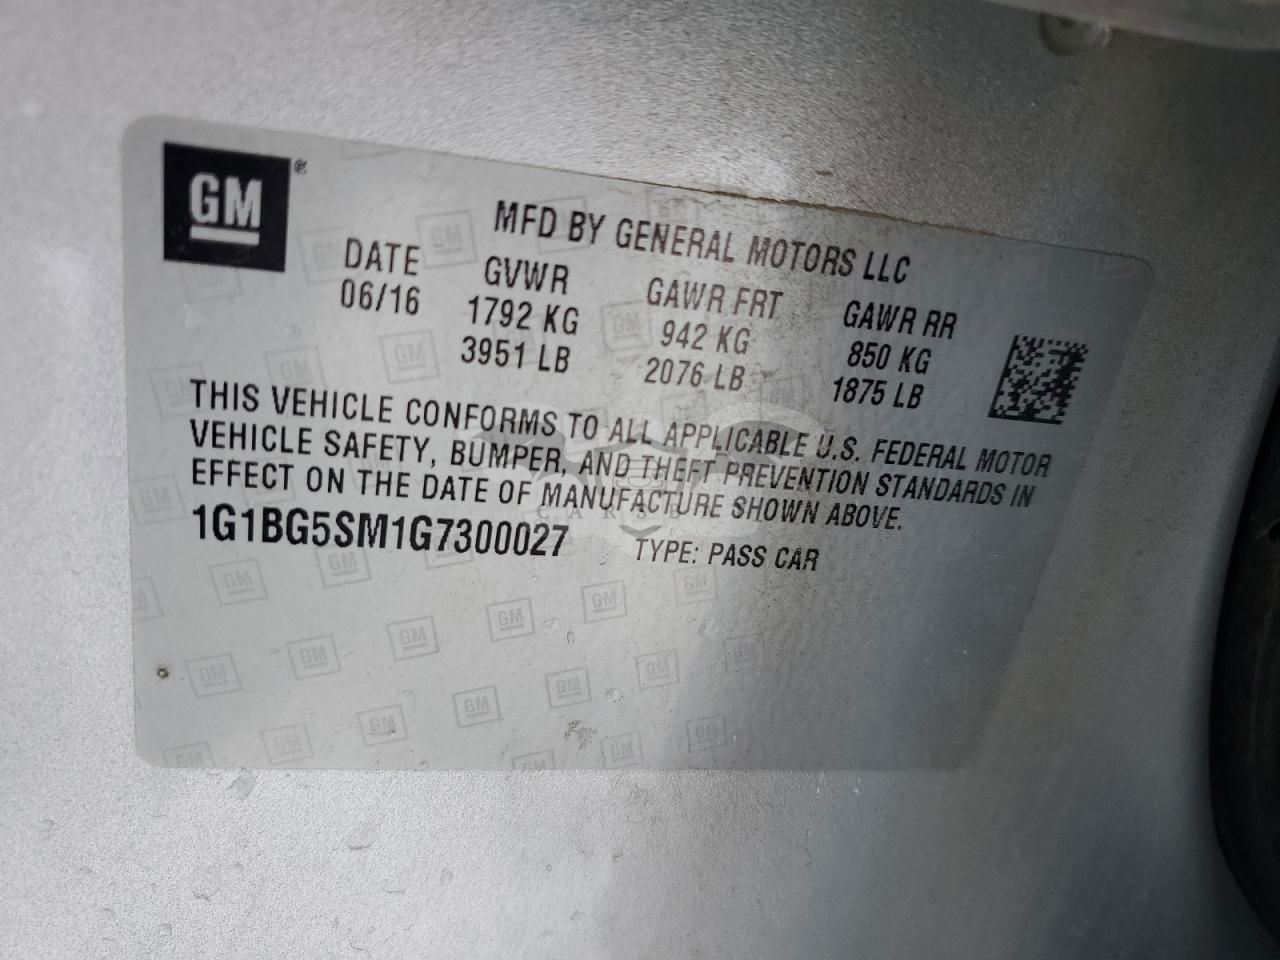 GM®
MFD BY GENERAL MOTORS LLC
DATE GVWR GAWR FRT GAWR RR
06/16 1792 KG 942 KG 850 KG
3951 LB 2076 LB 1875 LB
THIS VEHICLE CONFORMS TO ALL APPLICABLE U.S. FEDERAL MOTOR
VEHICLE SAFETY, BUMPER, AND THEFT PREVENTION STANDARDS IN
EFFECT ON THE DATE OF MANUFACTURE SHOWN ABOVE.
1G1BG5SM1G7300027 TYPE: PASS CAR